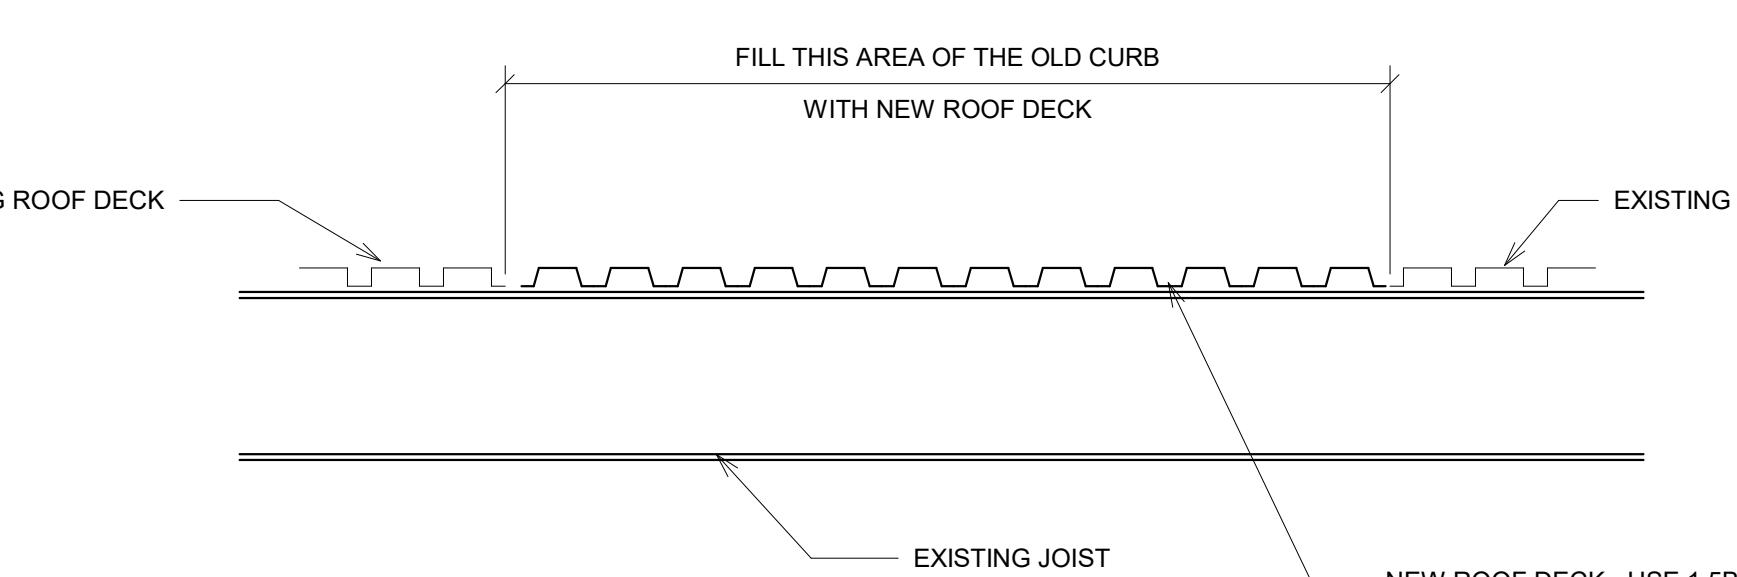 FILL THIS AREA OF THE OLD CURB
WITH NEW ROOF DECK
ROOF DECK
EXISTING
EXISTING JOIST
NEW ROOF DECK - USE 1.5B